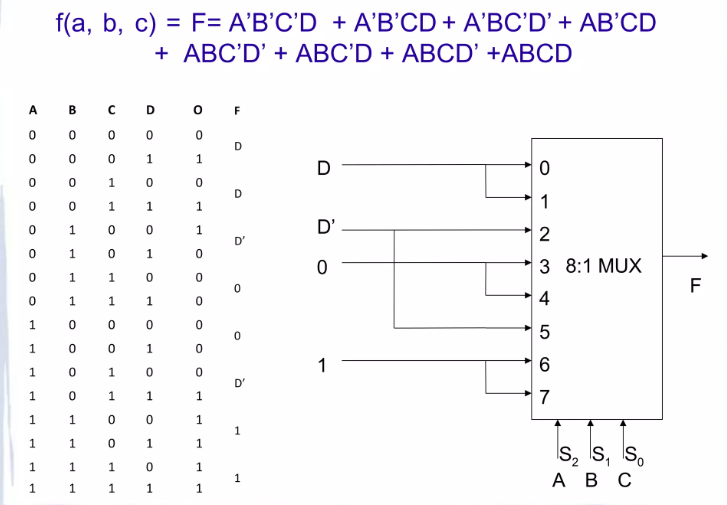 f(a, b, c) = F= A’B’C’D + A’B’CD + A’BC’D’ + AB’CD
+ ABC’D’ + ABC’D + ABCD’ +ABCD
A B C D O F
0 0 0 0 0
D
0 0 0 1 1
0 0 1 0 0
D
0 0 1 1 1
0 1 0 0 1
D’
0 1 0 1 0
0 1 1 0 0
0
0 1 1 1 0
1 0 0 0 0
0
1 0 0 1 0
1 0 1 0 0
D’
1 0 1 1 1
1 1 0 0 1
1
1 1 0 1 1
1 1 1 0 1
1
1 1 1 1 1
D
D’
0
1
0
1
2
3 8:1 MUX
4
5
6
7
F
S₂ S₁ S₀
A B C